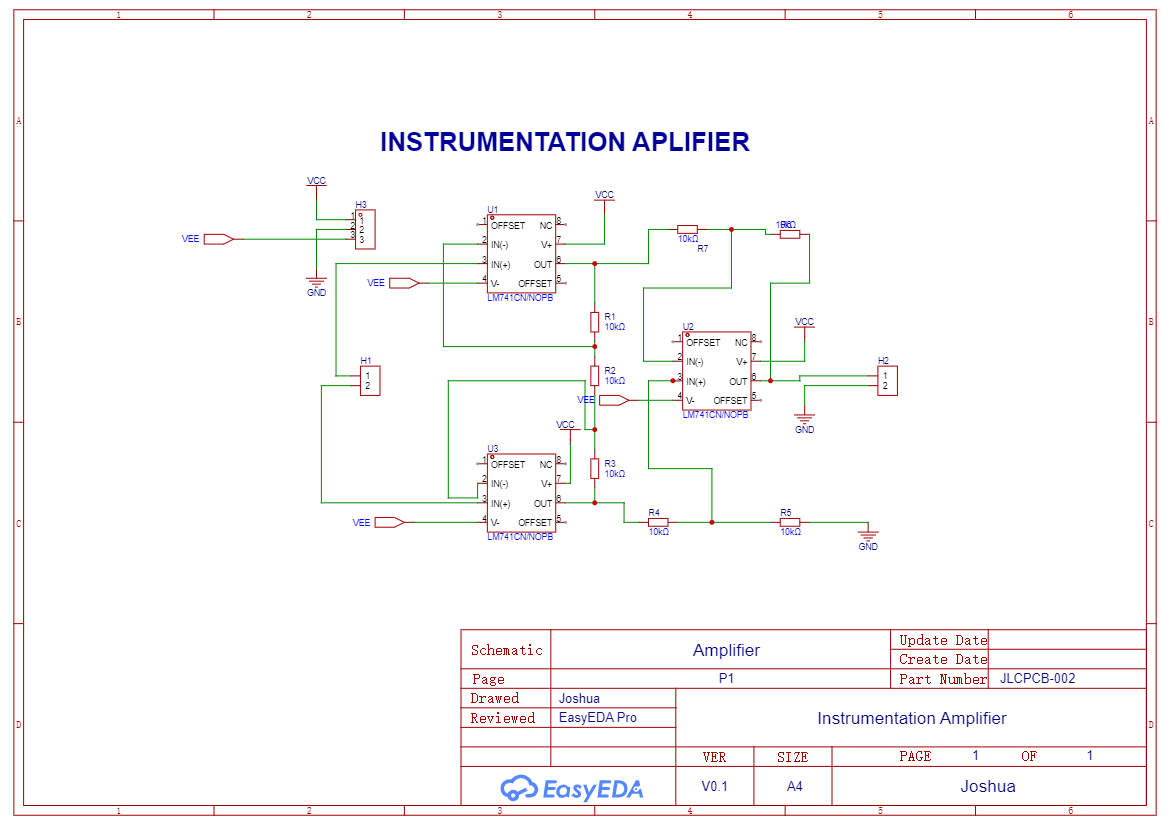 1 2 3 4 5 6
A A
INSTRUMENTATION APLIFIER
VCC
H3
1 1
2 2
3 3
VEE
GND
VCC
U1
1 OFFSET NC 8
2 IN(-) V+ 7
3 IN(+) OUT 6
4 V- OFFSET 5
LM741CN/NOPB
VEE
10kΩ
R7
R6
B B
R1
10kΩ
R2
10kΩ
H1
1
2
VCC
U2
1 OFFSET NC 8
2 IN(-) V+ 7
3 IN(+) OUT 6
4 V- OFFSET 5
LM741CN/NOPB
VEE
H2
1
2
GND
VCC
U3
1 OFFSET NC 8
2 IN(-) V+ 7
3 IN(+) OUT 6
4 V- OFFSET 5
LM741CN/NOPB
VEE
R3
10kΩ
R4
10kΩ
R5
10kΩ
GND
C C
Schematic Amplifier Update Date
Create Date
Page P1 Part Number JLCPCB-002
Drawed Joshua
Reviewed EasyEDA Pro
Instrumentation Amplifier
D D
VER SIZE PAGE 1 OF 1
EasyEDA V0.1 A4 Joshua
1 2 3 4 5 6